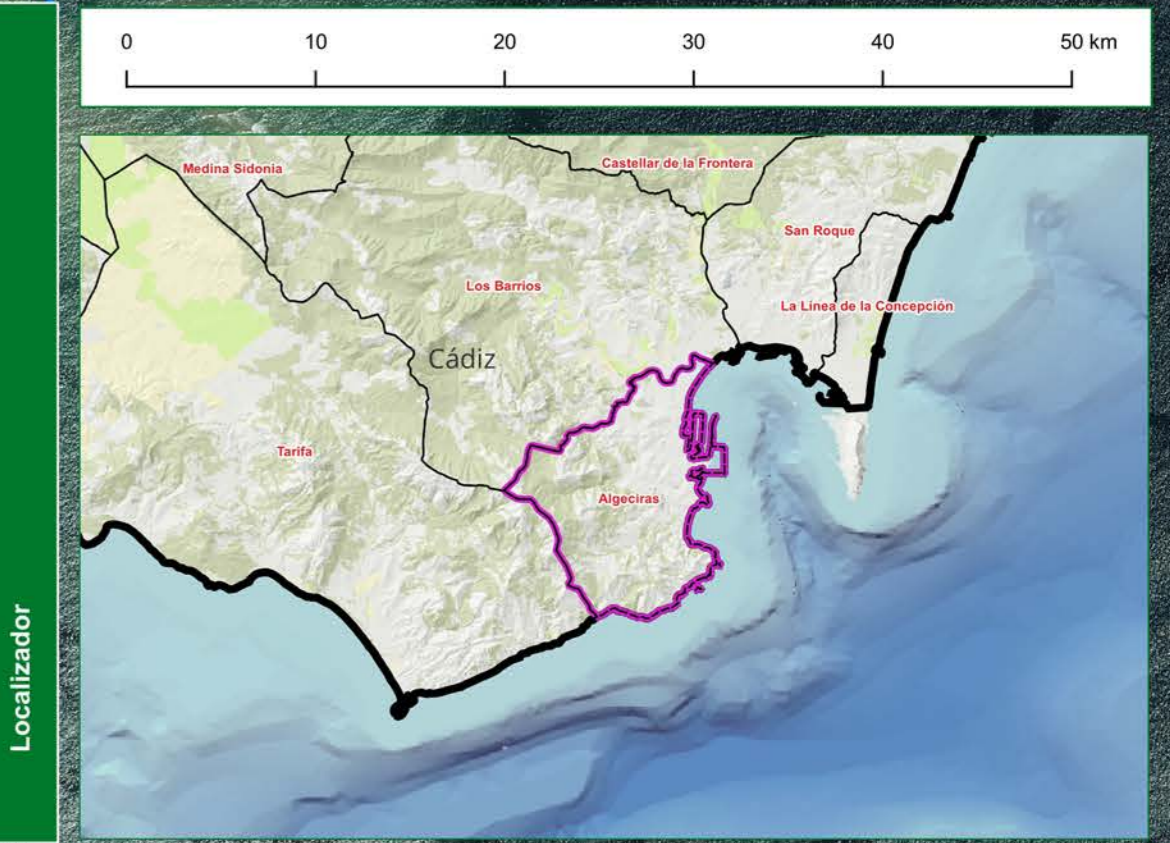 0 10 20 30 40 50 km
Medina Sidonia
Castellar de la Frontera
San Roque
Los Barrios
La Línea de la Concepción
Cádiz
Tarifa
Algeciras
Localizador